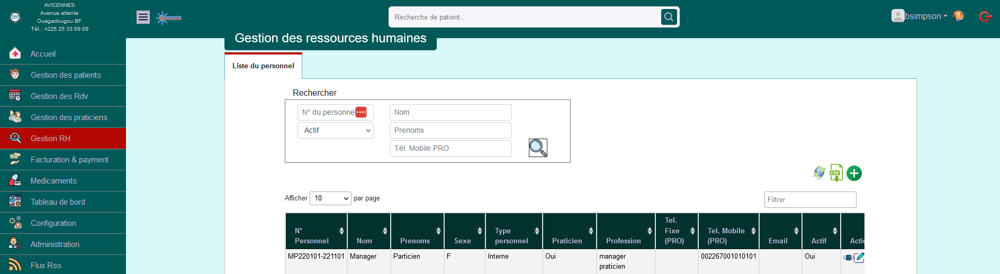 AVICENNES
Avenue attente
Ouagadougou BF
Tél.: +226 25 33 09 09
Recherche de patient...
bsimpson
Accueil
Gestion des patients
Gestion des Rdv
Gestion des praticiens
Gestion RH
Facturation & payment
Medicaments
Tableau de bord
Configuration
Administration
Flux Rss
Gestion des ressources humaines
Liste du personnel
Rechercher
N° du personne
Nom
Actif
Prenoms
Tél. Mobile PRO
CSV
Afficher 10 par page
Filtrer
N° Personnel
Nom
Prenoms
Sexe
Type personnel
Praticien
Profession
Tel. Fixe (PRO)
Tel. Mobile (PRO)
Email
Actif
Actio
MP220101-221101 Manager Particien F Interne Oui manager praticien 002267001010101 Oui